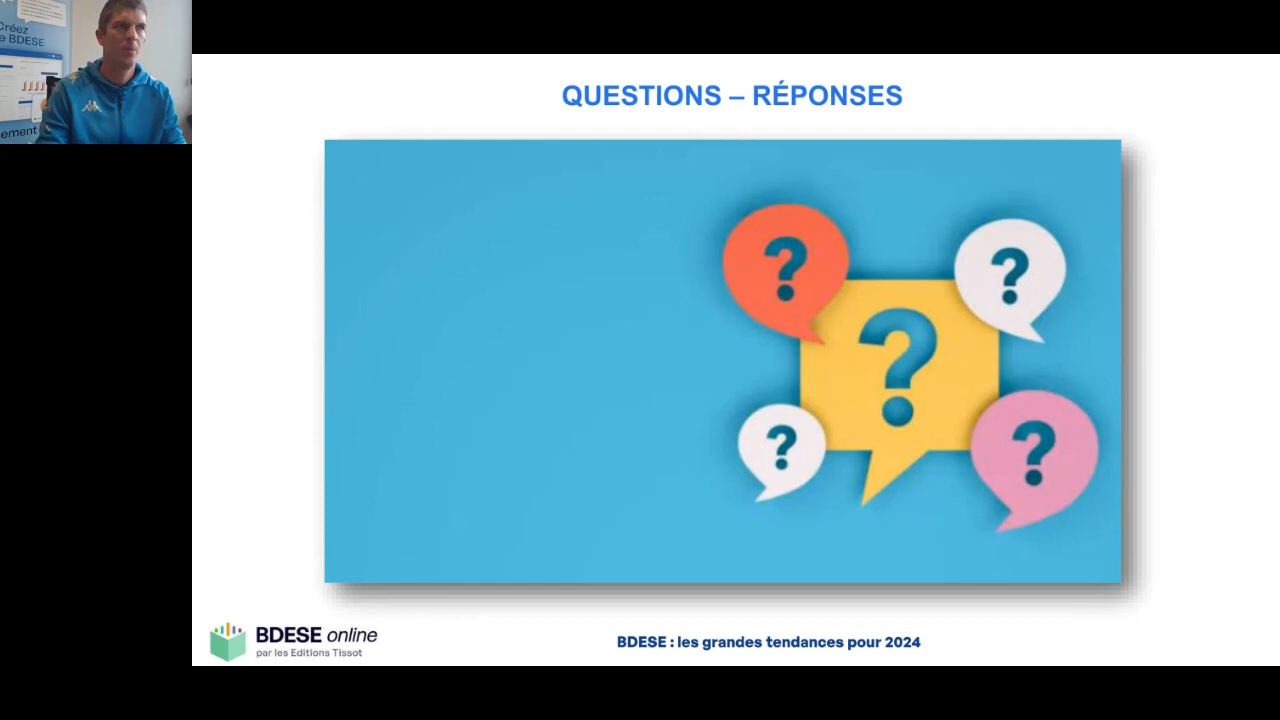 Créez
e BDESE
ement
QUESTIONS – RÉPONSES
?
?
?
?
?
BDESE online
par les Editions Tissot
BDESE : les grandes tendances pour 2024